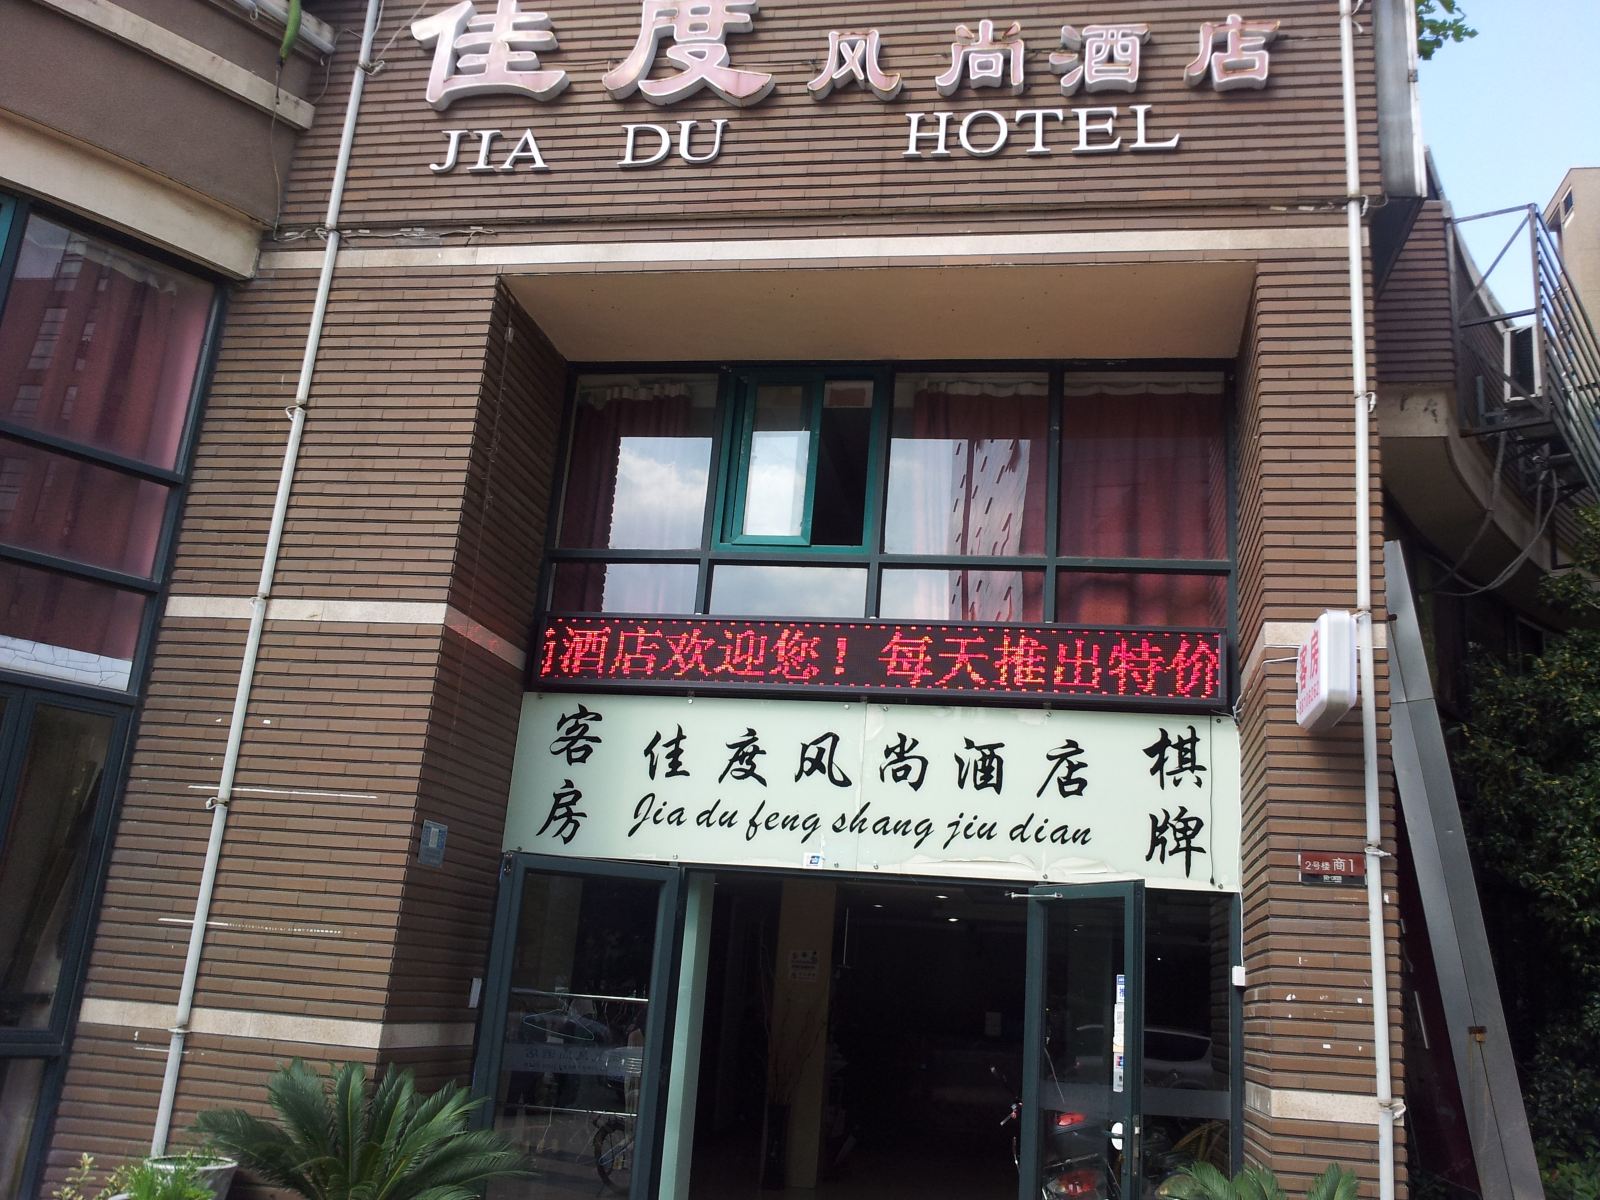 佳度风尚酒店
JIA DU HOTEL
酒店欢迎您！每天推出特价
客房
客房
佳度风尚酒店
Jia du feng shang jiu dian
棋牌
2号楼 商1